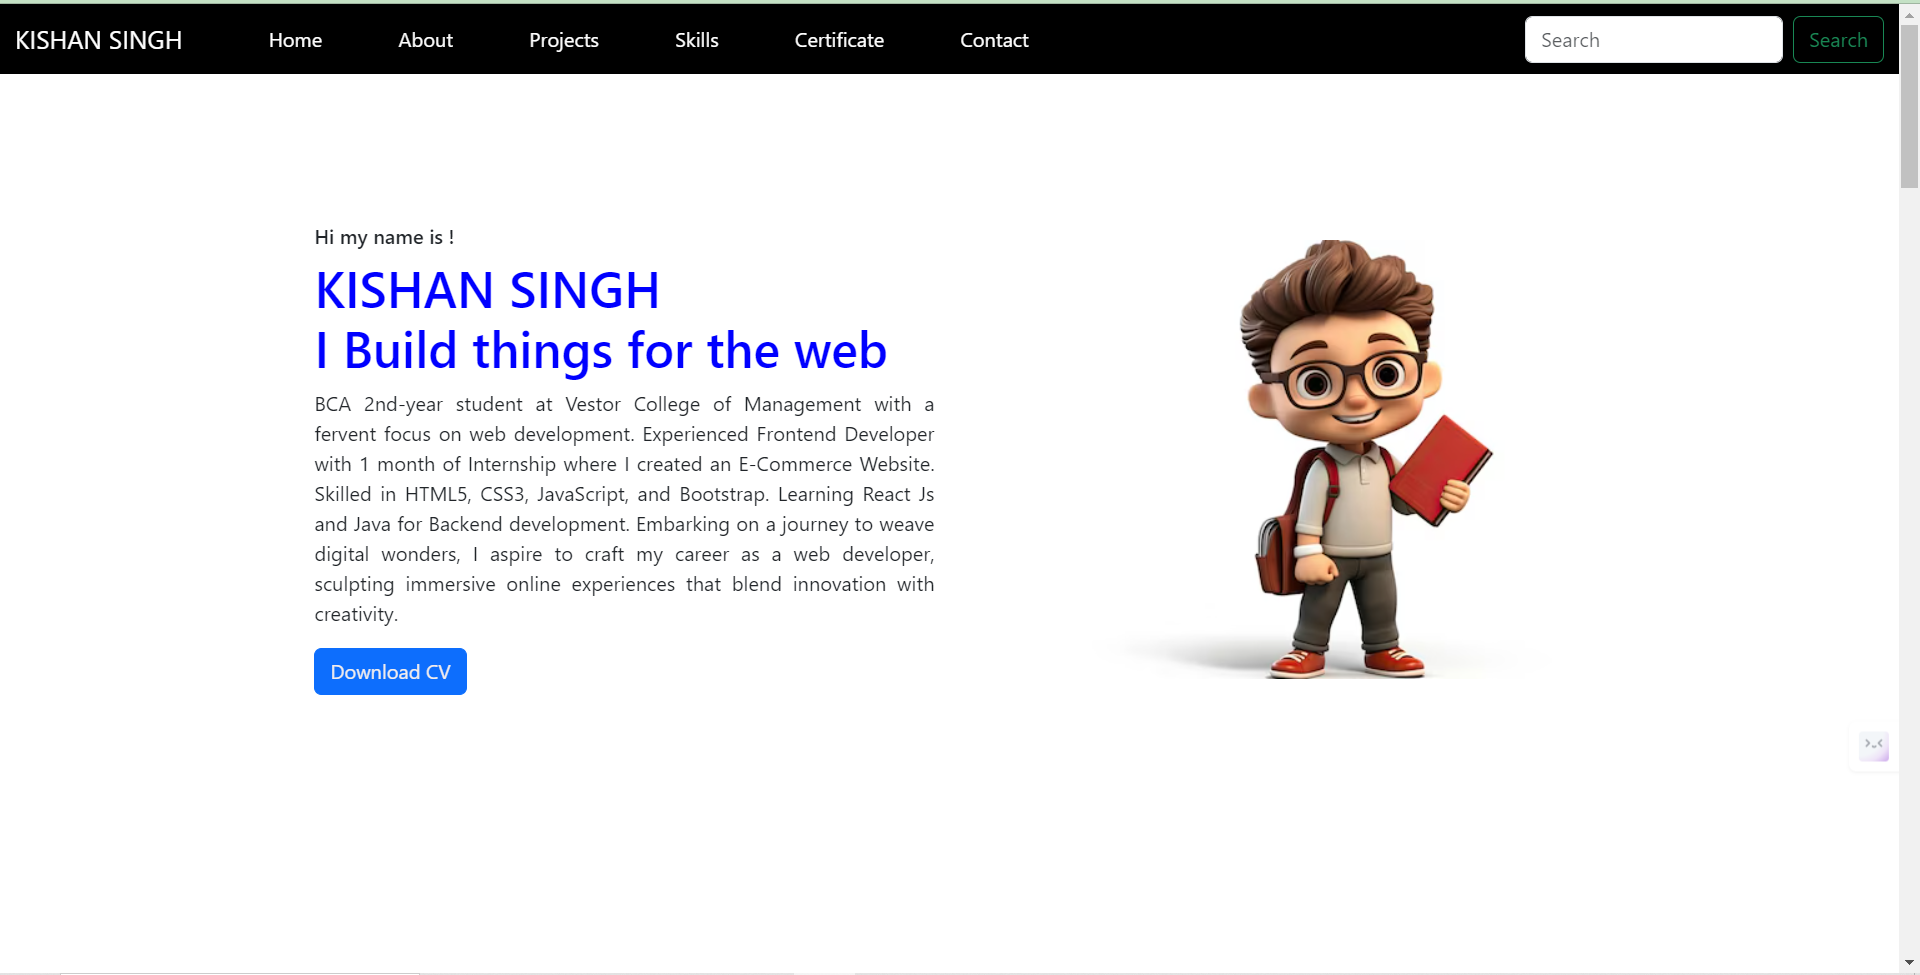 KISHAN SINGH Home About Projects Skills Certificate Contact Search Search
Hi my name is !
KISHAN SINGH
I Build things for the web
BCA 2nd-year student at Vestor College of Management with a
fervent focus on web development. Experienced Frontend Developer
with 1 month of Internship where I created an E-Commerce Website.
Skilled in HTML5, CSS3, JavaScript, and Bootstrap. Learning React Js
and Java for Backend development. Embarking on a journey to weave
digital wonders, I aspire to craft my career as a web developer,
sculpting immersive online experiences that blend innovation with
creativity.
Download CV